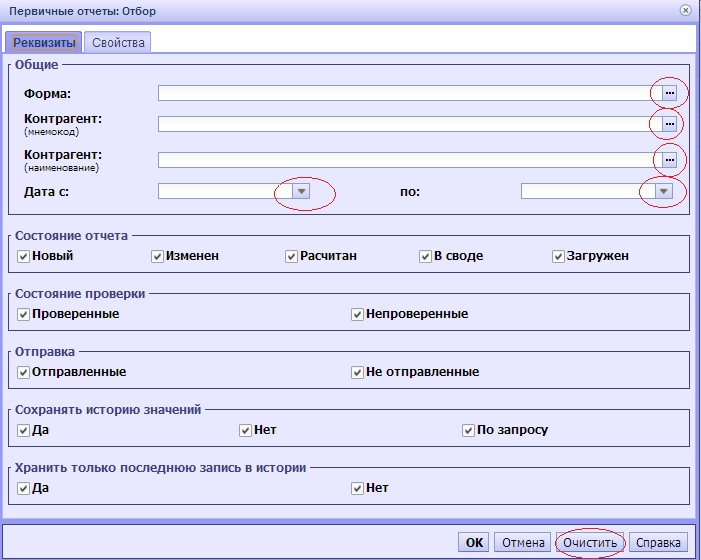 Первичные отчеты: Отбор
Реквизиты Свойства
Общие
Форма: ...
Контрагент: ...
(мнемокод)
Контрагент: ...
(наименование)
Дата с: по:
Состояние отчета
Новый Изменен Расчитан В своде Загружен
Состояние проверки
Проверенные Непроверенные
Отправка
Отправленные Не отправленные
Сохранять историю значений
Да Нет По запросу
Хранить только последнюю запись в истории
Да Нет
OK Отмена Очистить Справка